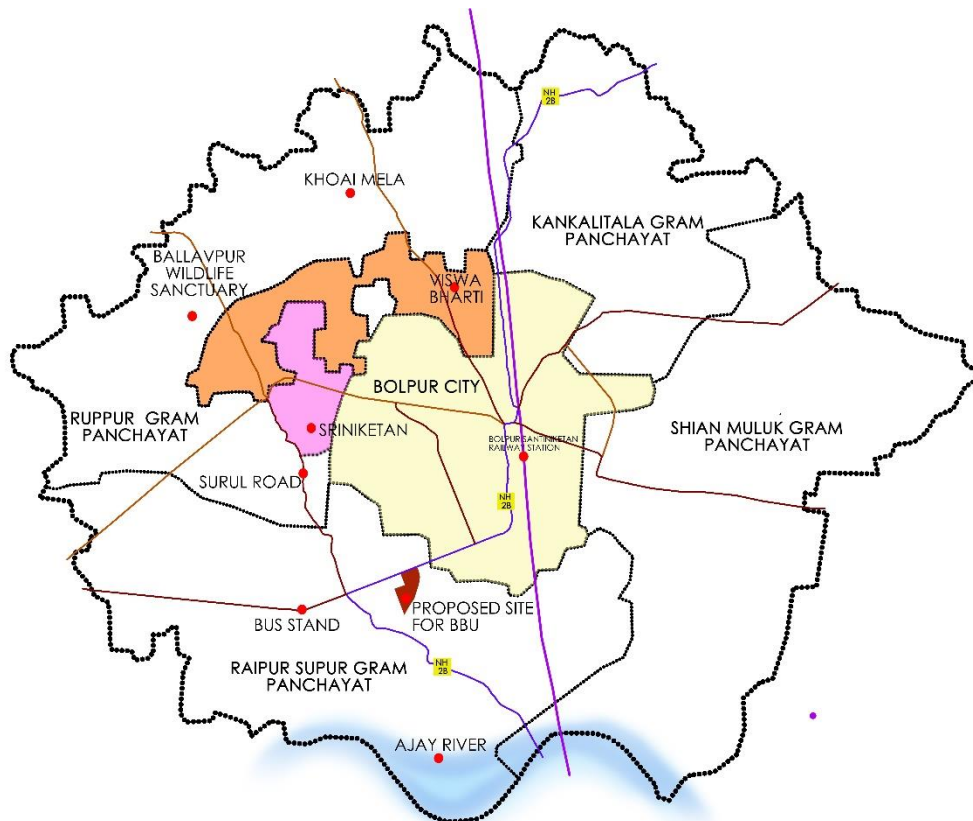 NH
2B
KHOAI MELA
KANKALITALA GRAM
PANCHAYAT
BALLAVPUR
WILDLIFE
SANCTUARY
VISWA
BHARTI
BOLPUR CITY
RUPPUR GRAM
PANCHAYAT
SRINIKETAN
SHIAN MULUK GRAM
PANCHAYAT
BOLPURSANTINIKETAN
RAILWAY STATION
SURUL ROAD
NH
2B
BUS STAND
PROPOSED SITE
FOR BBU
RAIPUR SUPUR GRAM
PANCHAYAT
NH
2B
AJAY RIVER